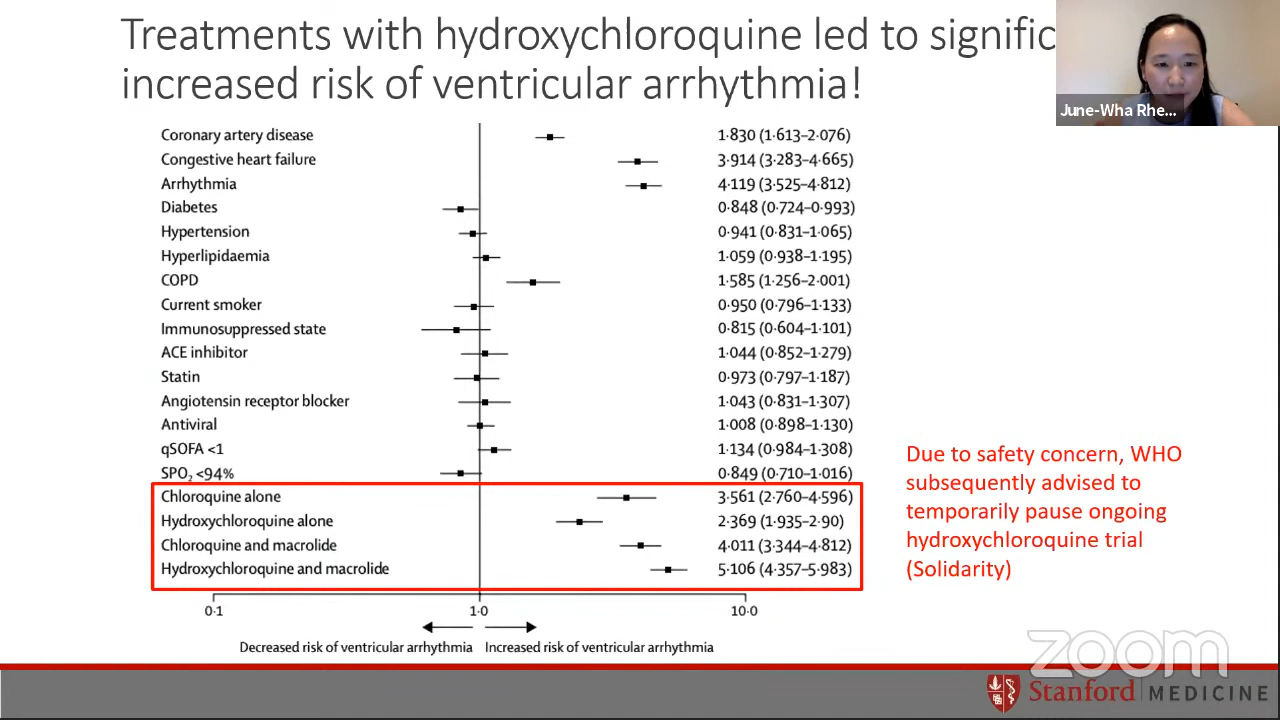 Treatments with hydroxychloroquine led to signific
increased risk of ventricular arrhythmia!
June-Wha Rhe...
Coronary artery disease 1·830 (1·613–2·076)
Congestive heart failure 3·914 (3·283–4·665)
Arrhythmia 4·119 (3·525–4·812)
Diabetes 0·848 (0·724–0·993)
Hypertension 0·941 (0·831–1·065)
Hyperlipidaemia 1·059 (0·938–1·195)
COPD 1·585 (1·256–2·001)
Current smoker 0·950 (0·796–1·133)
Immunosuppressed state 0·815 (0·604–1·101)
ACE inhibitor 1·044 (0·852–1·279)
Statin 0·973 (0·797–1·187)
Angiotensin receptor blocker 1·043 (0·831–1·307)
Antiviral 1·008 (0·898–1·130)
qSOFA <1 1·134 (0·984–1·308)
SPO₂ <94% 0·849 (0·710–1·016)
Chloroquine alone 3·561 (2·760–4·596)
Hydroxychloroquine alone 2·369 (1·935–2·90)
Chloroquine and macrolide 4·011 (3·344–4·812)
Hydroxychloroquine and macrolide 5·106 (4·357–5·983)
0·1 1·0 10·0
Decreased risk of ventricular arrhythmia Increased risk of ventricular arrhythmia
Due to safety concern, WHO
subsequently advised to
temporarily pause ongoing
hydroxychloroquine trial
(Solidarity)
zoom
Stanford MEDICINE